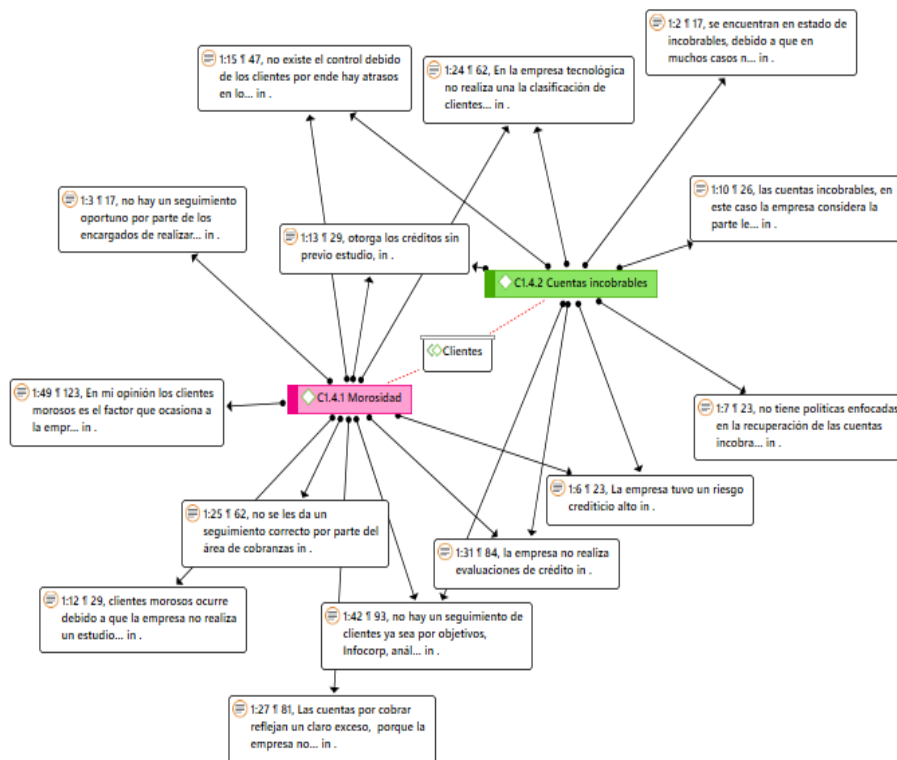 1:2 ¶ 17, se encuentran en estado de
incobrables, debido a que en
muchos casos n... in .
1:15 ¶ 47, no existe el control debido
de los clientes por ende hay atrasos
en lo... in .
1:24 ¶ 62, En la empresa tecnológica
no realiza una la clasificación de
clientes... in .
1:3 ¶ 17, no hay un seguimiento
oportuno por parte de los
encargados de realizar... in .
1:10 ¶ 26, las cuentas incobrables, en
este caso la empresa considera la
parte le... in .
1:13 ¶ 29, otorga los créditos sin
previo estudio, in .
C1.4.2 Cuentas incobrables
Clientes
C1.4.1 Morosidad
1:49 ¶ 123, En mi opinión los clientes
morosos es el factor que ocasiona a
la empr... in .
1:7 ¶ 23, no tiene políticas enfocadas
en la recuperación de las cuentas
incobra... in .
1:6 ¶ 23, La empresa tuvo un riesgo
crediticio alto in .
1:25 ¶ 62, no se les da un
seguimiento correcto por parte del
área de cobranzas in .
1:31 ¶ 84, la empresa no realiza
evaluaciones de crédito in .
1:12 ¶ 29, clientes morosos ocurre
debido a que la empresa no realiza
un estudio... in .
1:42 ¶ 93, no hay un seguimiento de
clientes ya sea por objetivos,
Infocorp, anál... in .
1:27 ¶ 81, Las cuentas por cobrar
reflejan un claro exceso, porque la
empresa no... in .